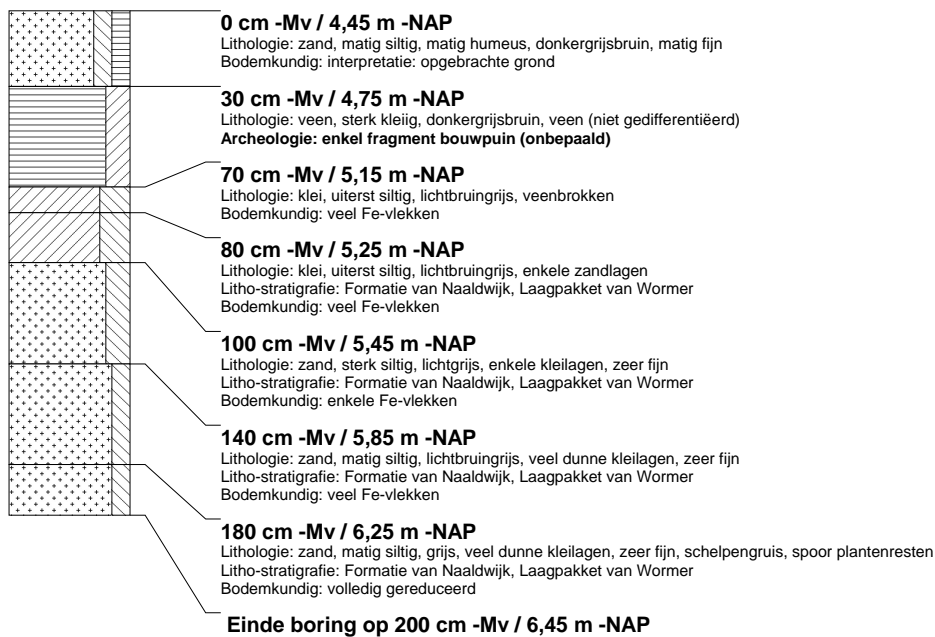 0 cm -Mv / 4,45 m -NAP
Lithologie: zand, matig siltig, matig humeus, donkergrijsbruin, matig fijn
Bodemkundig: interpretatie: opgebrachte grond
30 cm -Mv / 4,75 m -NAP
Lithologie: veen, sterk kleiig, donkergrijsbruin, veen (niet gedifferentiëerd)
Archeologie: enkel fragment bouwpuin (onbepaald)
70 cm -Mv / 5,15 m -NAP
Lithologie: klei, uiterst siltig, lichtbruingrijs, veenbrokken
Bodemkundig: veel Fe-vlekken
80 cm -Mv / 5,25 m -NAP
Lithologie: klei, uiterst siltig, lichtbruingrijs, enkele zandlagen
Litho-stratigrafie: Formatie van Naaldwijk, Laagpakket van Wormer
Bodemkundig: veel Fe-vlekken
100 cm -Mv / 5,45 m -NAP
Lithologie: zand, sterk siltig, lichtgrijs, enkele kleilagen, zeer fijn
Litho-stratigrafie: Formatie van Naaldwijk, Laagpakket van Wormer
Bodemkundig: enkele Fe-vlekken
140 cm -Mv / 5,85 m -NAP
Lithologie: zand, matig siltig, lichtbruingrijs, veel dunne kleilagen, zeer fijn
Litho-stratigrafie: Formatie van Naaldwijk, Laagpakket van Wormer
Bodemkundig: veel Fe-vlekken
180 cm -Mv / 6,25 m -NAP
Lithologie: zand, matig siltig, grijs, veel dunne kleilagen, zeer fijn, schelpengruis, spoor plantenresten
Litho-stratigrafie: Formatie van Naaldwijk, Laagpakket van Wormer
Bodemkundig: volledig gereduceerd
Einde boring op 200 cm -Mv / 6,45 m -NAP